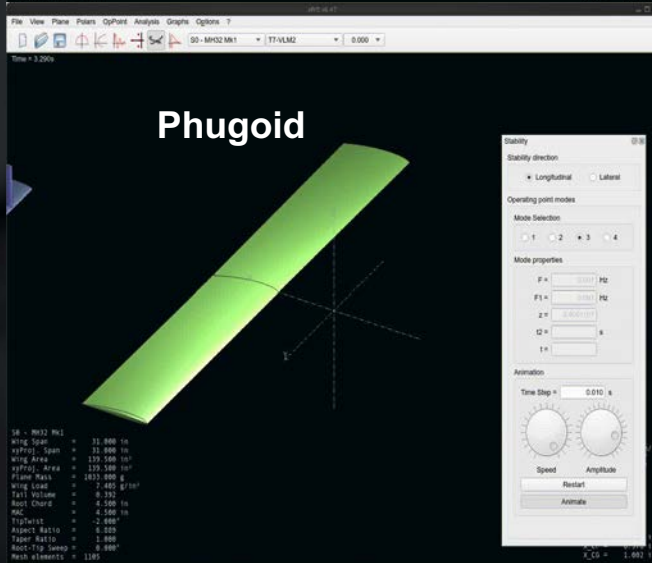 File View Plane Polars OpPoint Analysis Graphs Options ?
S0 - MH32 Mk1 T7-VLM2 0.000
Time = 3.290s
Phugoid
Stability
Stability direction
Longitudinal Lateral
Operating point modes
Mode Selection
1 2 3 4
Mode properties
F = Hz
F1 = Hz
z =
t2 = s
τ =
Animation
Time Step = 0.010 s
Speed Amplitude
Restart
Animate
S0 - MH32 Mk1
Wing Span = 31.000 in
xyProj. Span = 31.000 in
Wing Area = 139.500 in²
xyProj. Area = 139.500 in²
Plane Mass = 1033.000 g
Wing Load = 7.405 g/in²
Tail Volume = 0.392
Root Chord = 4.500 in
MAC = 4.500 in
TipTwist = -2.000°
Aspect Ratio = 6.889
Taper Ratio = 1.000
Root-Tip Sweep = 0.000°
Mesh elements = 1105
X_CG = 1.002